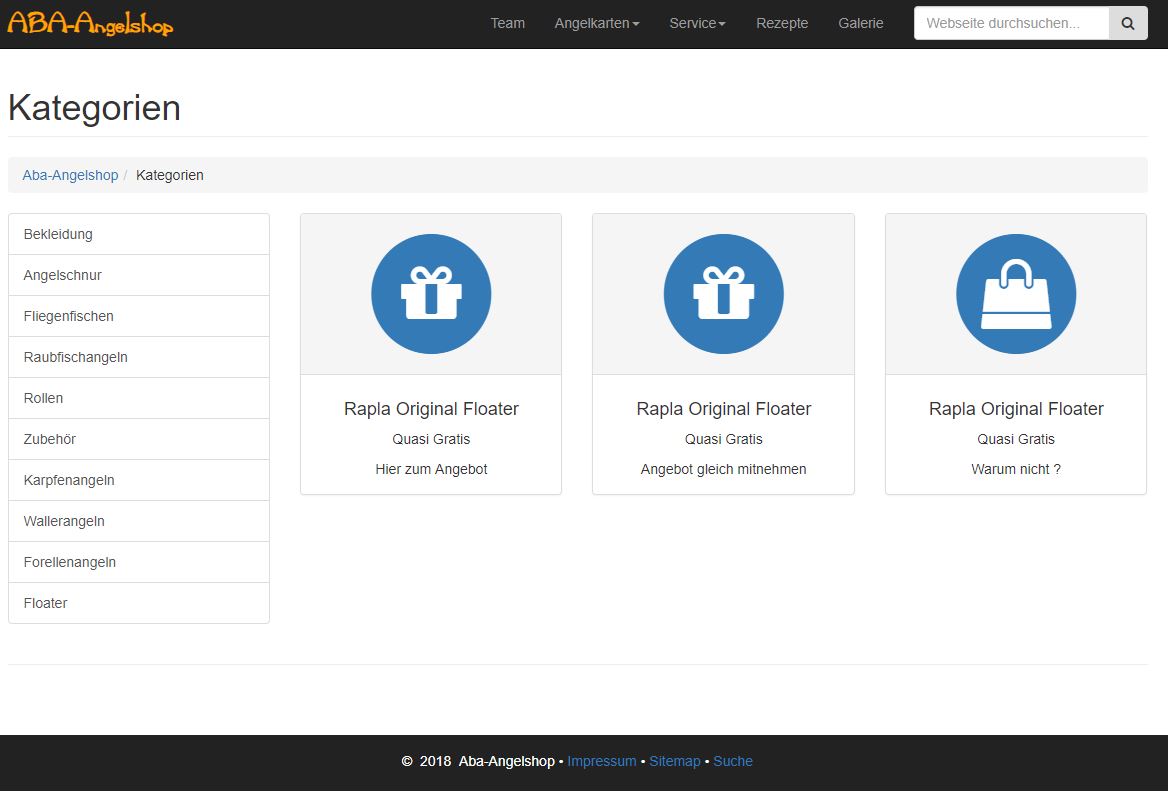 ABA-Angelshop Team Angelkarten Service Rezepte Galerie Webseite durchsuchen...
Kategorien
Aba-Angelshop / Kategorien
Bekleidung
Angelschnur
Fliegenfischen
Raubfischangeln
Rollen
Zubehör
Karpfenangeln
Wallerangeln
Forellenangeln
Floater
Rapla Original Floater
Quasi Gratis
Hier zum Angebot
Rapla Original Floater
Quasi Gratis
Angebot gleich mitnehmen
Rapla Original Floater
Quasi Gratis
Warum nicht ?
© 2018 Aba-Angelshop • Impressum • Sitemap • Suche